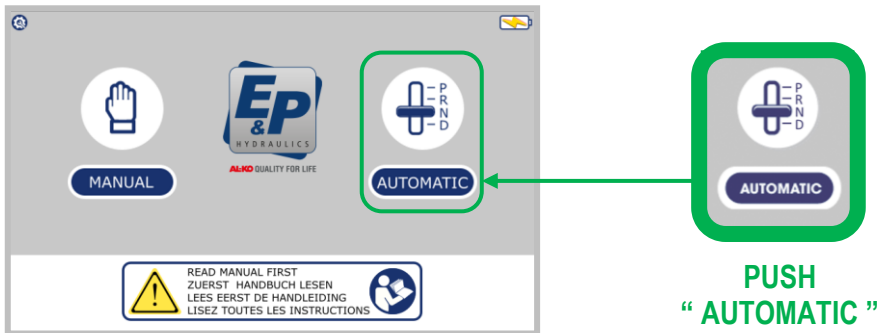 E&P
HYDRAULICS
AL-KO QUALITY FOR LIFE
MANUAL
P
R
N
D
AUTOMATIC
READ MANUAL FIRST
ZUERST HANDBUCH LESEN
LEES EERST DE HANDLEIDING
LISEZ TOUTES LES INSTRUCTIONS
P
R
N
D
AUTOMATIC
PUSH
“ AUTOMATIC ”